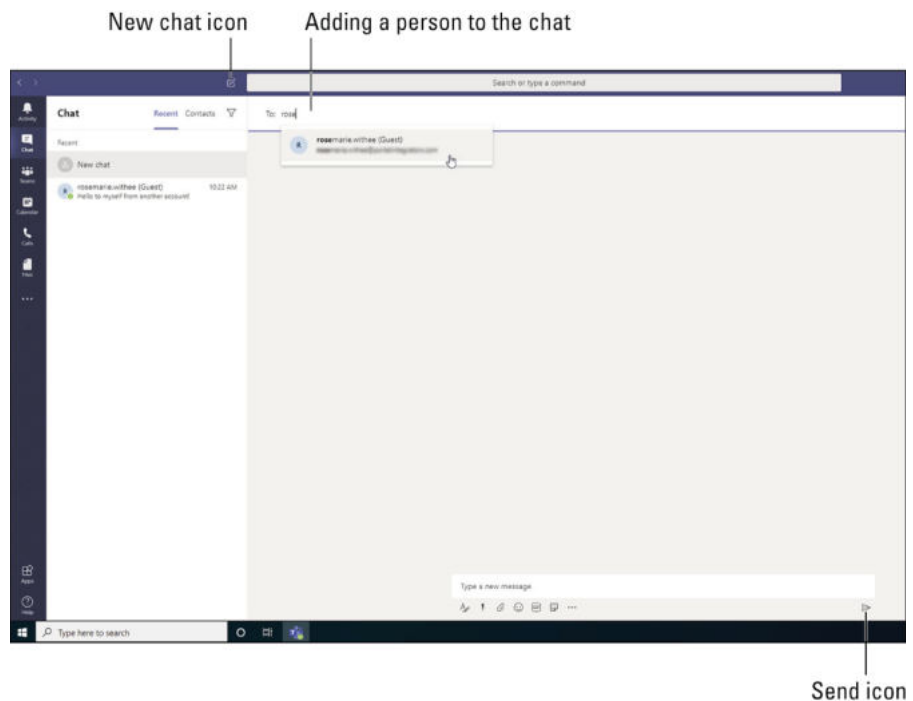 New chat icon
Adding a person to the chat
Search or type a command
Activity
Chat
Teams
Calendar
Calls
Files
Apps
Help
Chat
Recent Contacts
Recent
New chat
rosemarie.withee (Guest) 10:22 AM
Hello to myself from another account!
To: rose
rosemarie.withee (Guest)
Type a new message
Type here to search
Send icon